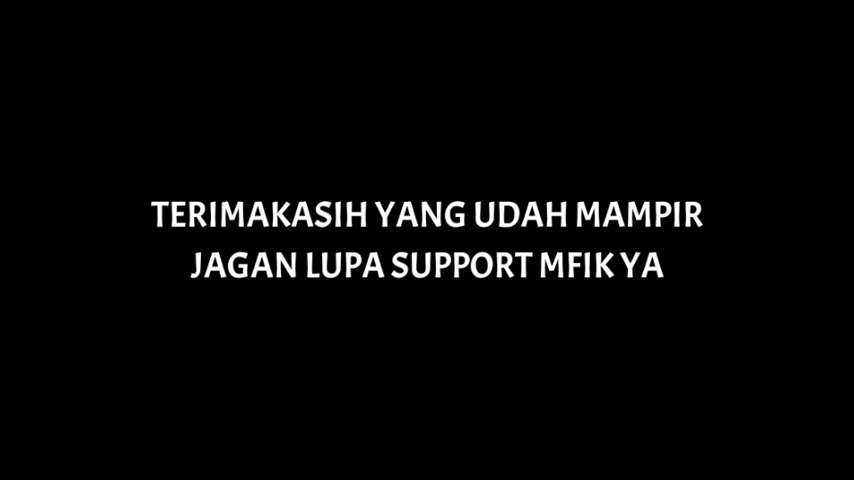 TERIMAKASIH YANG UDAH MAMPIR
JAGAN LUPA SUPPORT MFIK YA